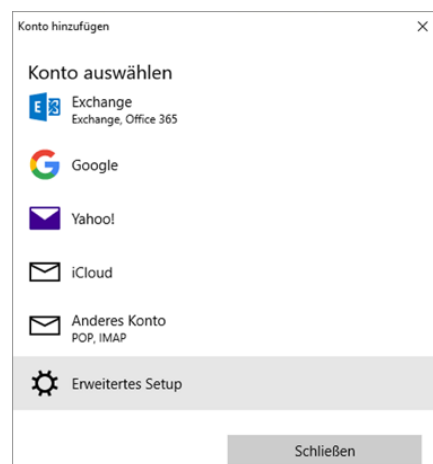 Konto hinzufügen
Konto auswählen
Exchange
Exchange, Office 365
Google
Yahoo!
iCloud
Anderes Konto
POP, IMAP
Erweitertes Setup
Schließen